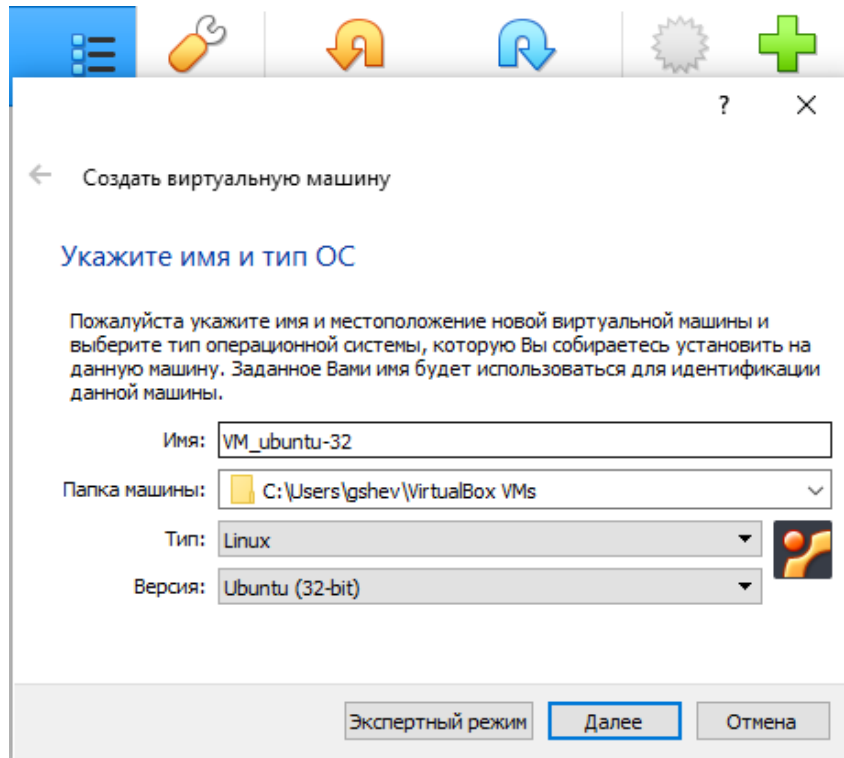 ?
Создать виртуальную машину
Укажите имя и тип ОС
Пожалуйста укажите имя и местоположение новой виртуальной машины и
выберите тип операционной системы, которую Вы собираетесь установить на
данную машину. Заданное Вами имя будет использоваться для идентификации
данной машины.
Имя: VM_ubuntu-32
Папка машины: C:\Users\gshev\VirtualBox VMs
Тип: Linux
Версия: Ubuntu (32-bit)
Экспертный режим Далее Отмена